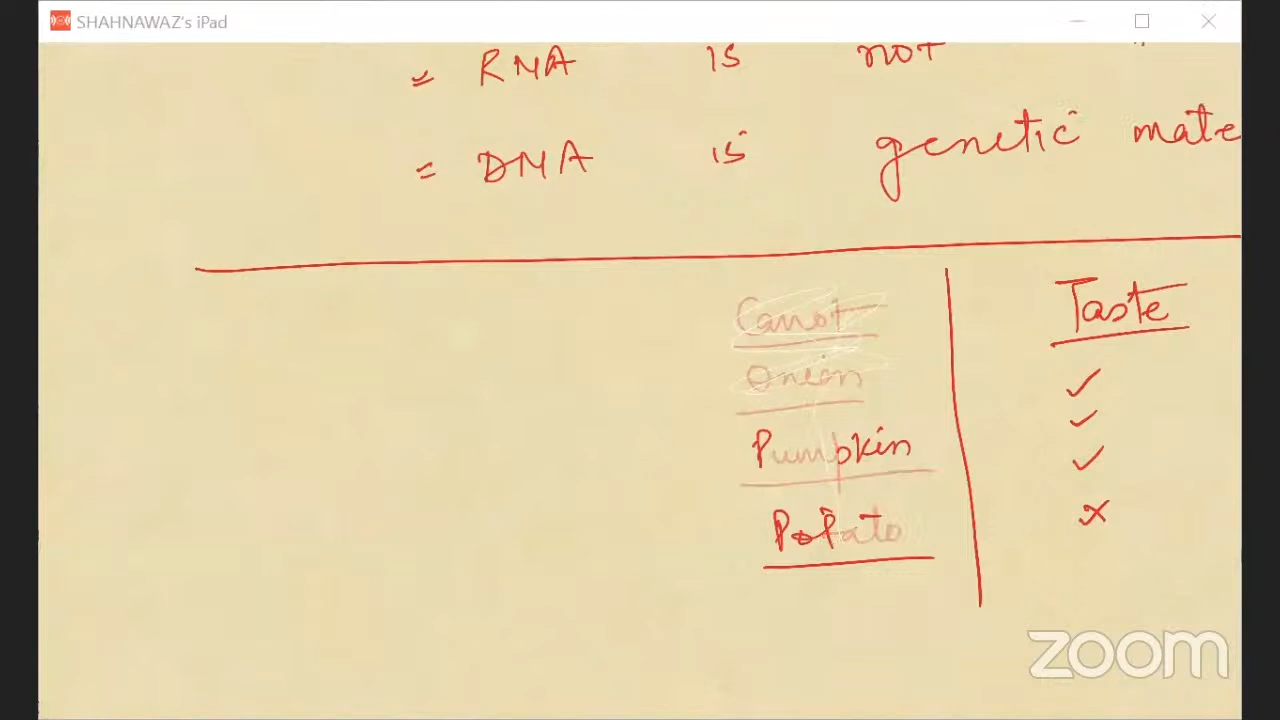 SHAHNAWAZ's iPad
= RNA is not
= DNA is genetic mate
Taste
Carrot ✓
Onion ✓
Pumpkin ✓
Potato ×
zoom